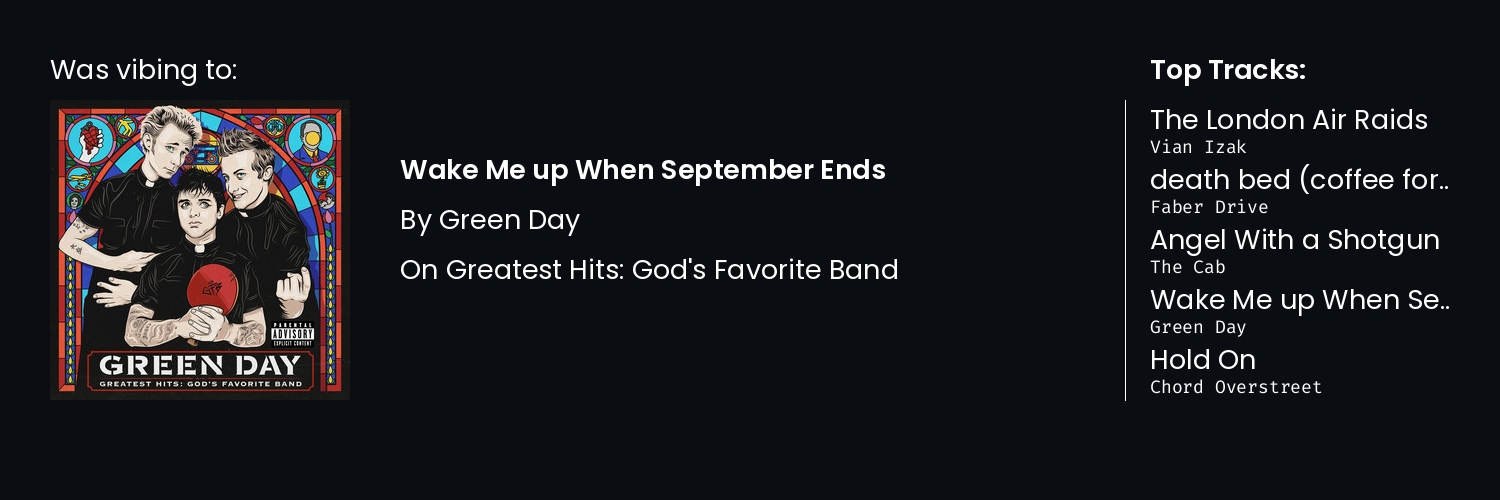 Was vibing to:
PARENTAL
ADVISORY
EXPLICIT CONTENT
GREEN DAY
GREATEST HITS: GOD'S FAVORITE BAND
Wake Me up When September Ends
By Green Day
On Greatest Hits: God's Favorite Band
Top Tracks:
The London Air Raids
Vian Izak
death bed (coffee for..
Faber Drive
Angel With a Shotgun
The Cab
Wake Me up When Se..
Green Day
Hold On
Chord Overstreet